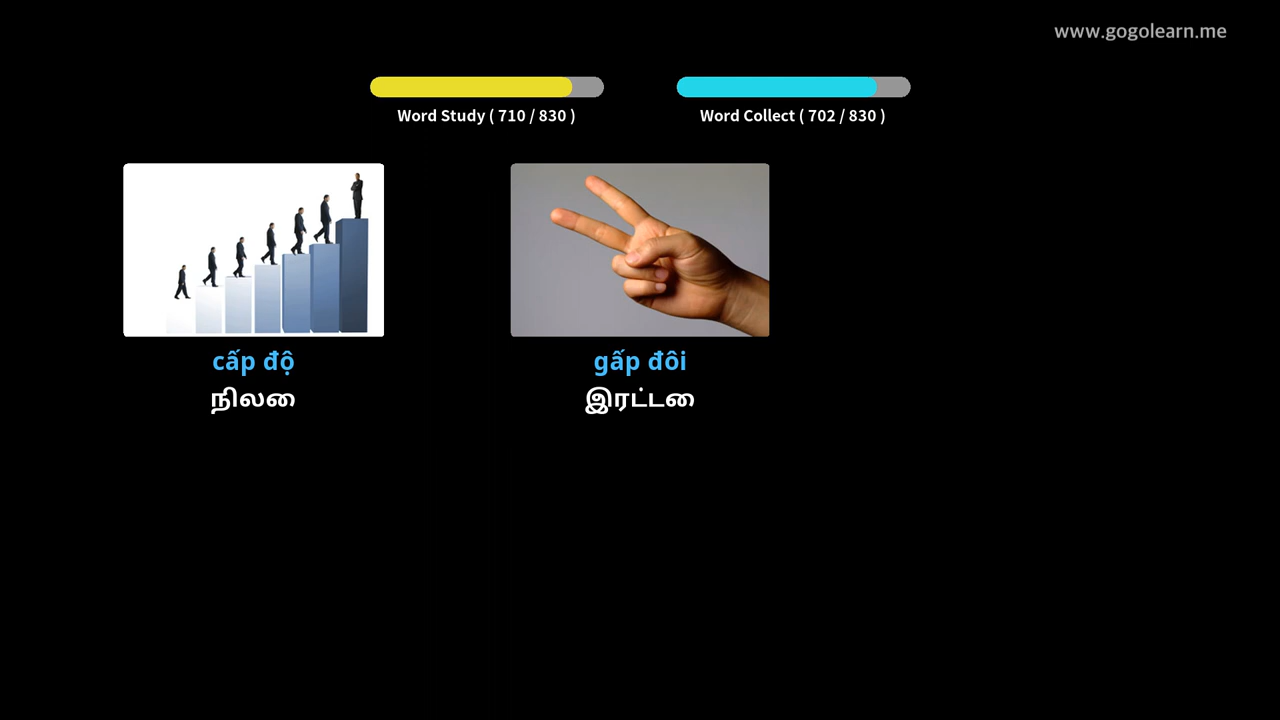 www.gogolearn.me
Word Study ( 710 / 830 )
Word Collect ( 702 / 830 )
cấp độ
நிலை
gấp đôi
இரட்டை